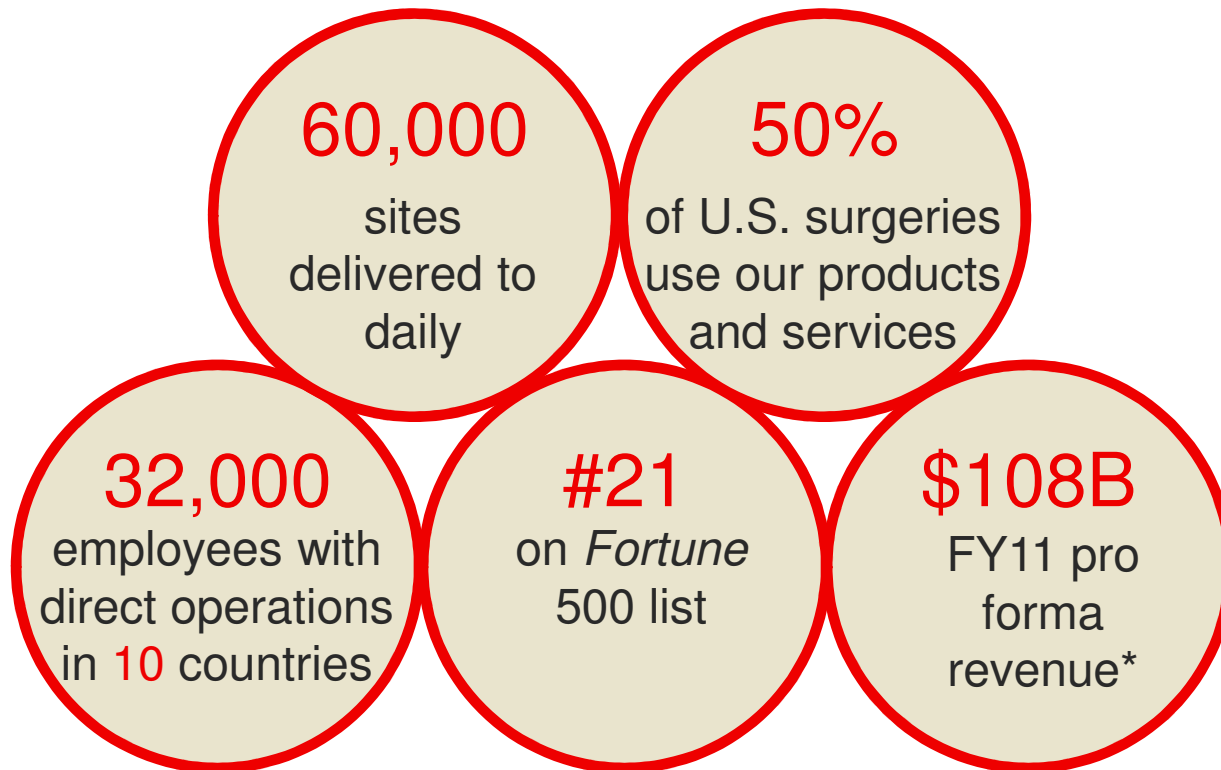 60,000
sites
delivered to
daily
50%
of U.S. surgeries
use our products
and services
32,000
employees with
direct operations
in 10 countries
#21
on Fortune
500 list
$108B
FY11 pro
forma
revenue*